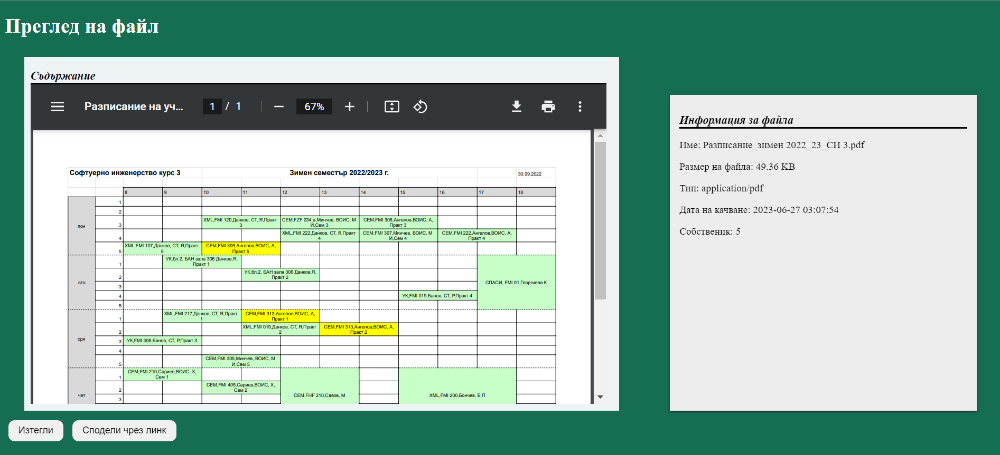 Преглед на файл
Съдържание
Разписание на уч... 1 / 1 67%
Софтуерно инженерство курс 3 Зимен семестър 2022/2023 г. 30.09.2022
8 9 10 11 12 13 14 15 16 17 18
пон
1
2
3 XML,FMI 120,Данков, СТ, Я,Практ 3 СЕМ,FZF 234 а,Минчев, ВОИС, М Й,Сем 3 СЕМ,FMI 306,Ангелов,ВОИС, А, Практ 3
4 XML,FMI 222,Данков, СТ, Я,Практ 4 СЕМ,FMI 307,Минчев, ВОИС, М Й,Сем 4 СЕМ,FMI 222,Ангелов,ВОИС, А, Практ 4
5 XML,FMI 107,Данков, СТ, Я,Практ 5 СЕМ,FMI 309,Ангелов,ВОИС, А, Практ 5
вто
1 УК,бл.2, БАН зала 306 Данков,Я, Практ 1
2 УК,бл.2, БАН зала 306 Данков,Я, Практ 2
СПАСИ, FMI 01,Георгиева К
3
4 УК,FMI 019,Банов, СТ, Р,Практ 4
5
сря
1 XML,FMI 217,Данков, СТ, Я,Практ 1 СЕМ,FMI 313,Ангелов,ВОИС, А, Практ 1
2 XML,FMI 019,Данков, СТ, Я,Практ 2 СЕМ,FMI 313,Ангелов,ВОИС, А, Практ 2
3 УК,FMI 306,Банов, СТ, Р,Практ 3
4
5 СЕМ,FMI 305,Минчев, ВОИС, М Й,Сем 5
чет
1 СЕМ,FMI 210,Сариев,ВОИС, Х, Сем 1
2 СЕМ,FMI 405,Сариев,ВОИС, Х, Сем 2
3 СЕМ,FHF 210,Савов, М XML,FMI 200,Бончев, Б П
Информация за файла
Име: Разписание_зимен 2022_23_СИ 3.pdf
Размер на файла: 49.36 KB
Тип: application/pdf
Дата на качване: 2023-06-27 03:07:54
Собственик: 5
Изтегли Сподели чрез линк